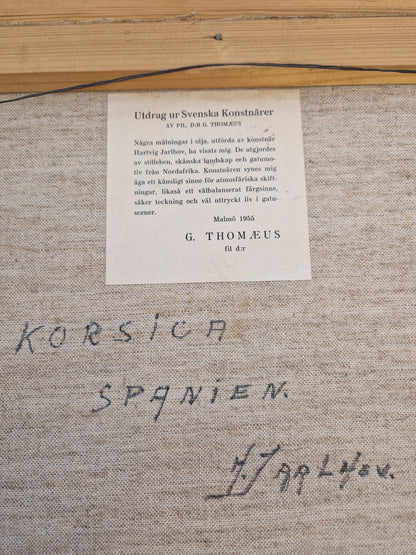 Utdrag ur Svenska Konstnärer
AV FIL. D:R G. THOMÆUS
Några målningar i olja, utförda av konstnär
Hartvig Jarlhov, ha visats mig. De utgjordes
av stilleben, skånska landskap och gatumo-
tiv från Nordafrika. Konstnären synes mig
äga ett känsligt sinne för atmosfäriska skift-
ningar, likaså ett välbalanserat färgsinne,
säker teckning och väl uttryckt liv i gatu-
scener.
Malmö 1955
G. THOMÆUS
fil d:r
KORSICA
SPANIEN.
H. JARLHOV.